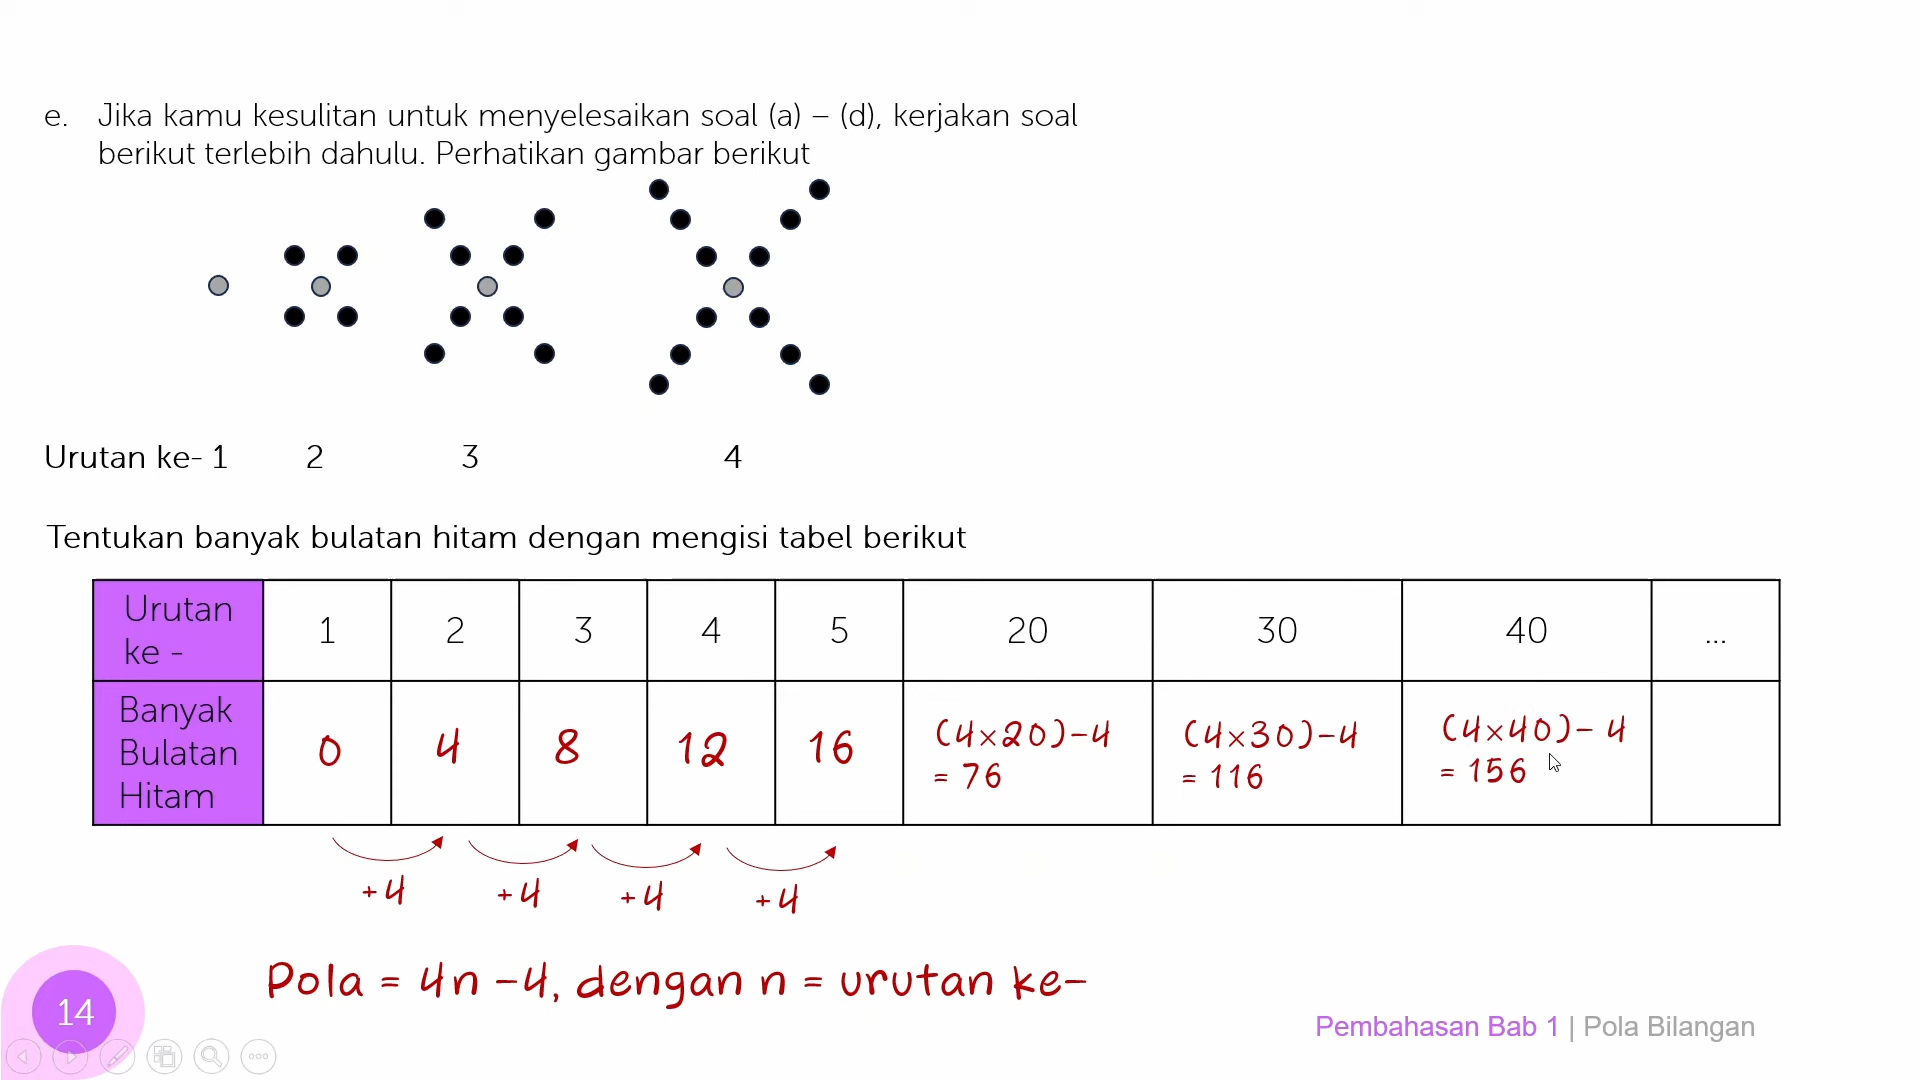 e. Jika kamu kesulitan untuk menyelesaikan soal (a) – (d), kerjakan soal
berikut terlebih dahulu. Perhatikan gambar berikut
Urutan ke- 1 2 3 4
Tentukan banyak bulatan hitam dengan mengisi tabel berikut
Urutan
ke -
1 2 3 4 5 20 30 40 ...
Banyak
Bulatan
Hitam
0 4 8 12 16
(4×20)-4
= 76
(4×30)-4
= 116
(4×40)- 4
= 156
+4 +4 +4 +4
Pola = 4n -4, dengan n = urutan ke-
14
Pembahasan Bab 1 | Pola Bilangan